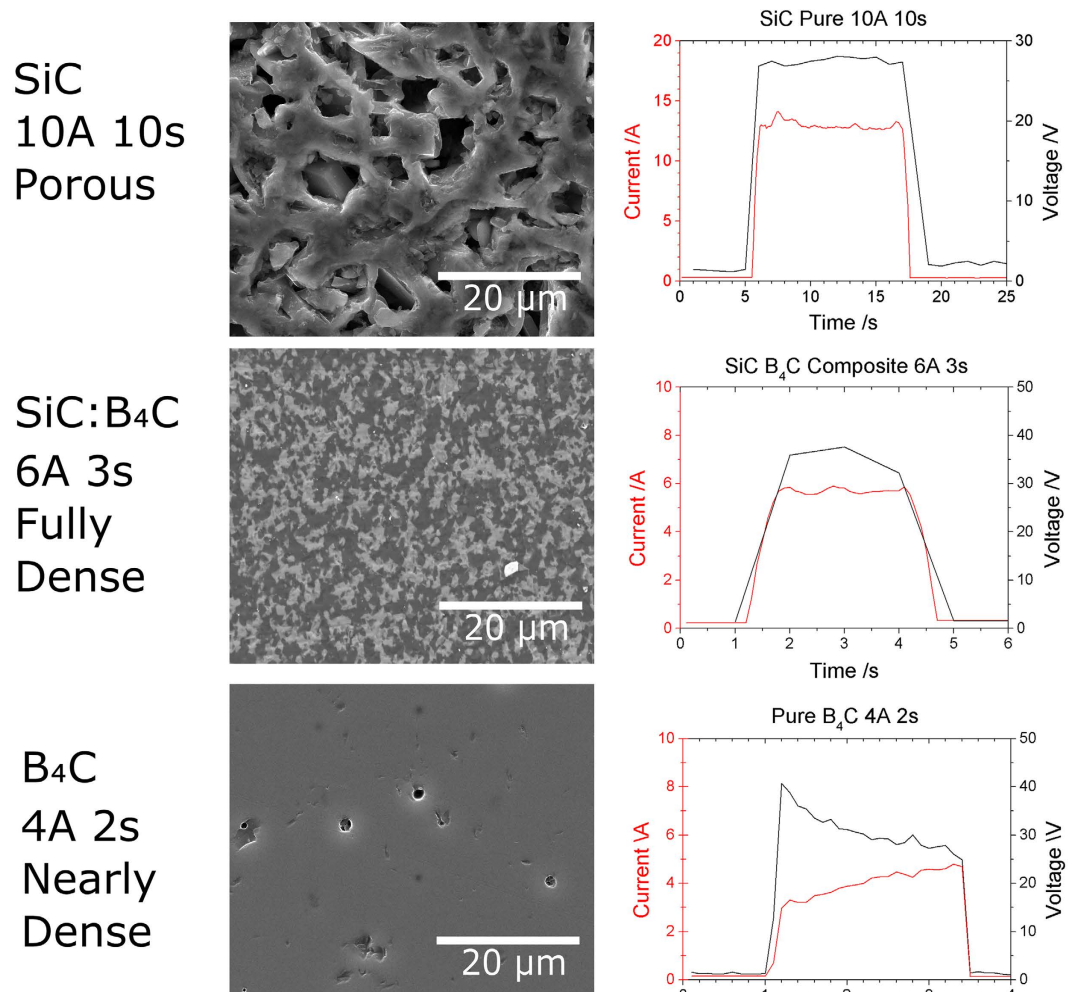 SiC
10A 10s
Porous
20 µm
SiC Pure 10A 10s
20
15
10
5
0
30
20
10
0
Current /A
Voltage /V
0 5 10 15 20 25
Time /s
SiC:B₄C
6A 3s
Fully
Dense
20 µm
SiC B₄C Composite 6A 3s
10
8
6
4
2
0
50
40
30
20
10
0
Current /A
Voltage /V
0 1 2 3 4 5 6
Time /s
B₄C
4A 2s
Nearly
Dense
20 µm
Pure B₄C 4A 2s
10
8
6
4
2
0
50
40
30
20
10
0
Current \A
Voltage \V